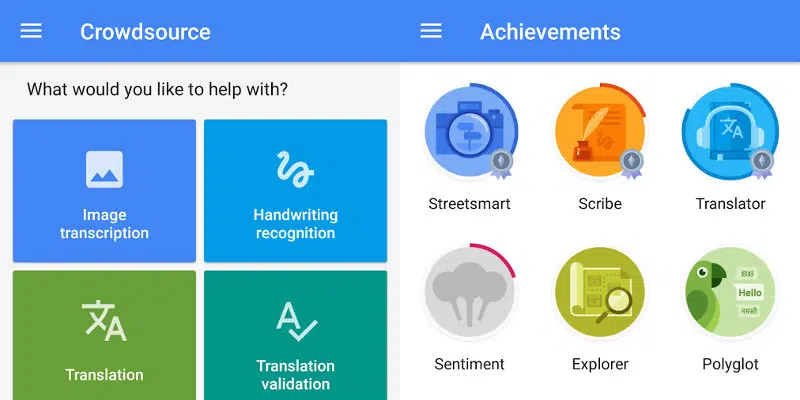 Crowdsource
What would you like to help with?
Image
transcription
Handwriting
recognition
Translation
Translation
validation
Achievements
Streetsmart
Scribe
Translator
Sentiment
Explorer
Polyglot
Hello
नमस्ते